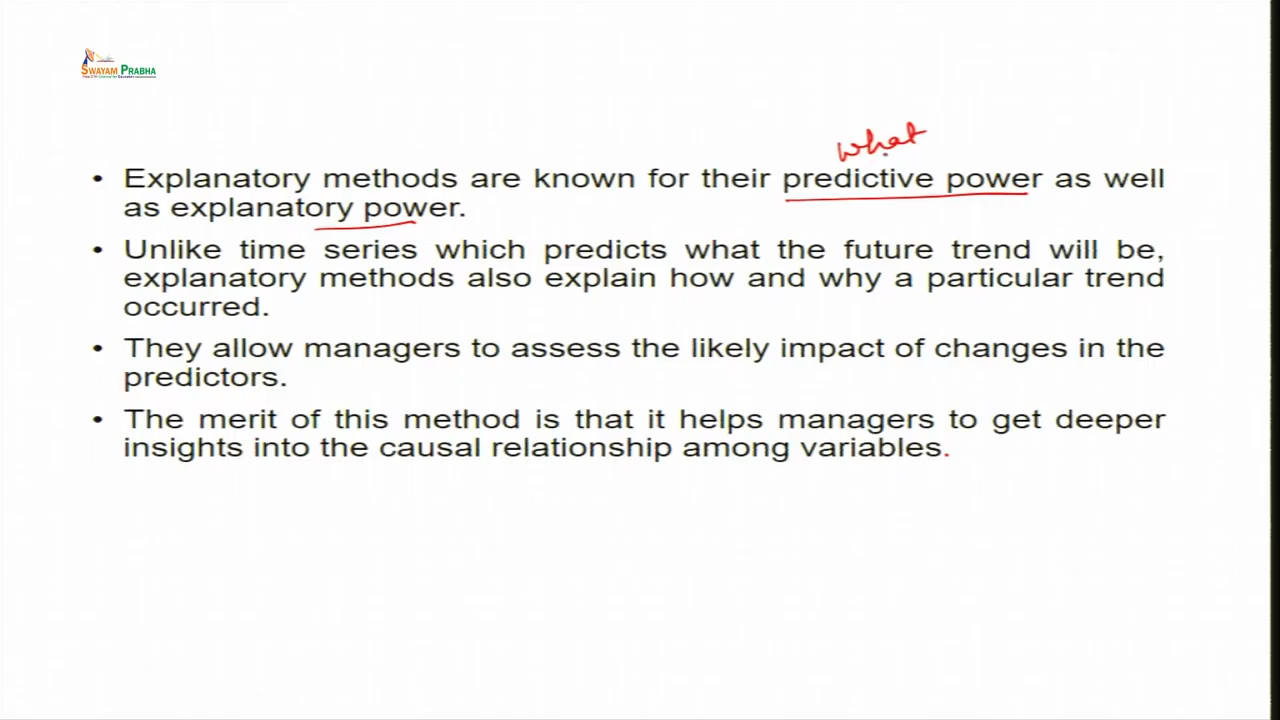 SWAYAM PRABHA
what
• Explanatory methods are known for their predictive power as well
as explanatory power.
• Unlike time series which predicts what the future trend will be,
explanatory methods also explain how and why a particular trend
occurred.
• They allow managers to assess the likely impact of changes in the
predictors.
• The merit of this method is that it helps managers to get deeper
insights into the causal relationship among variables.